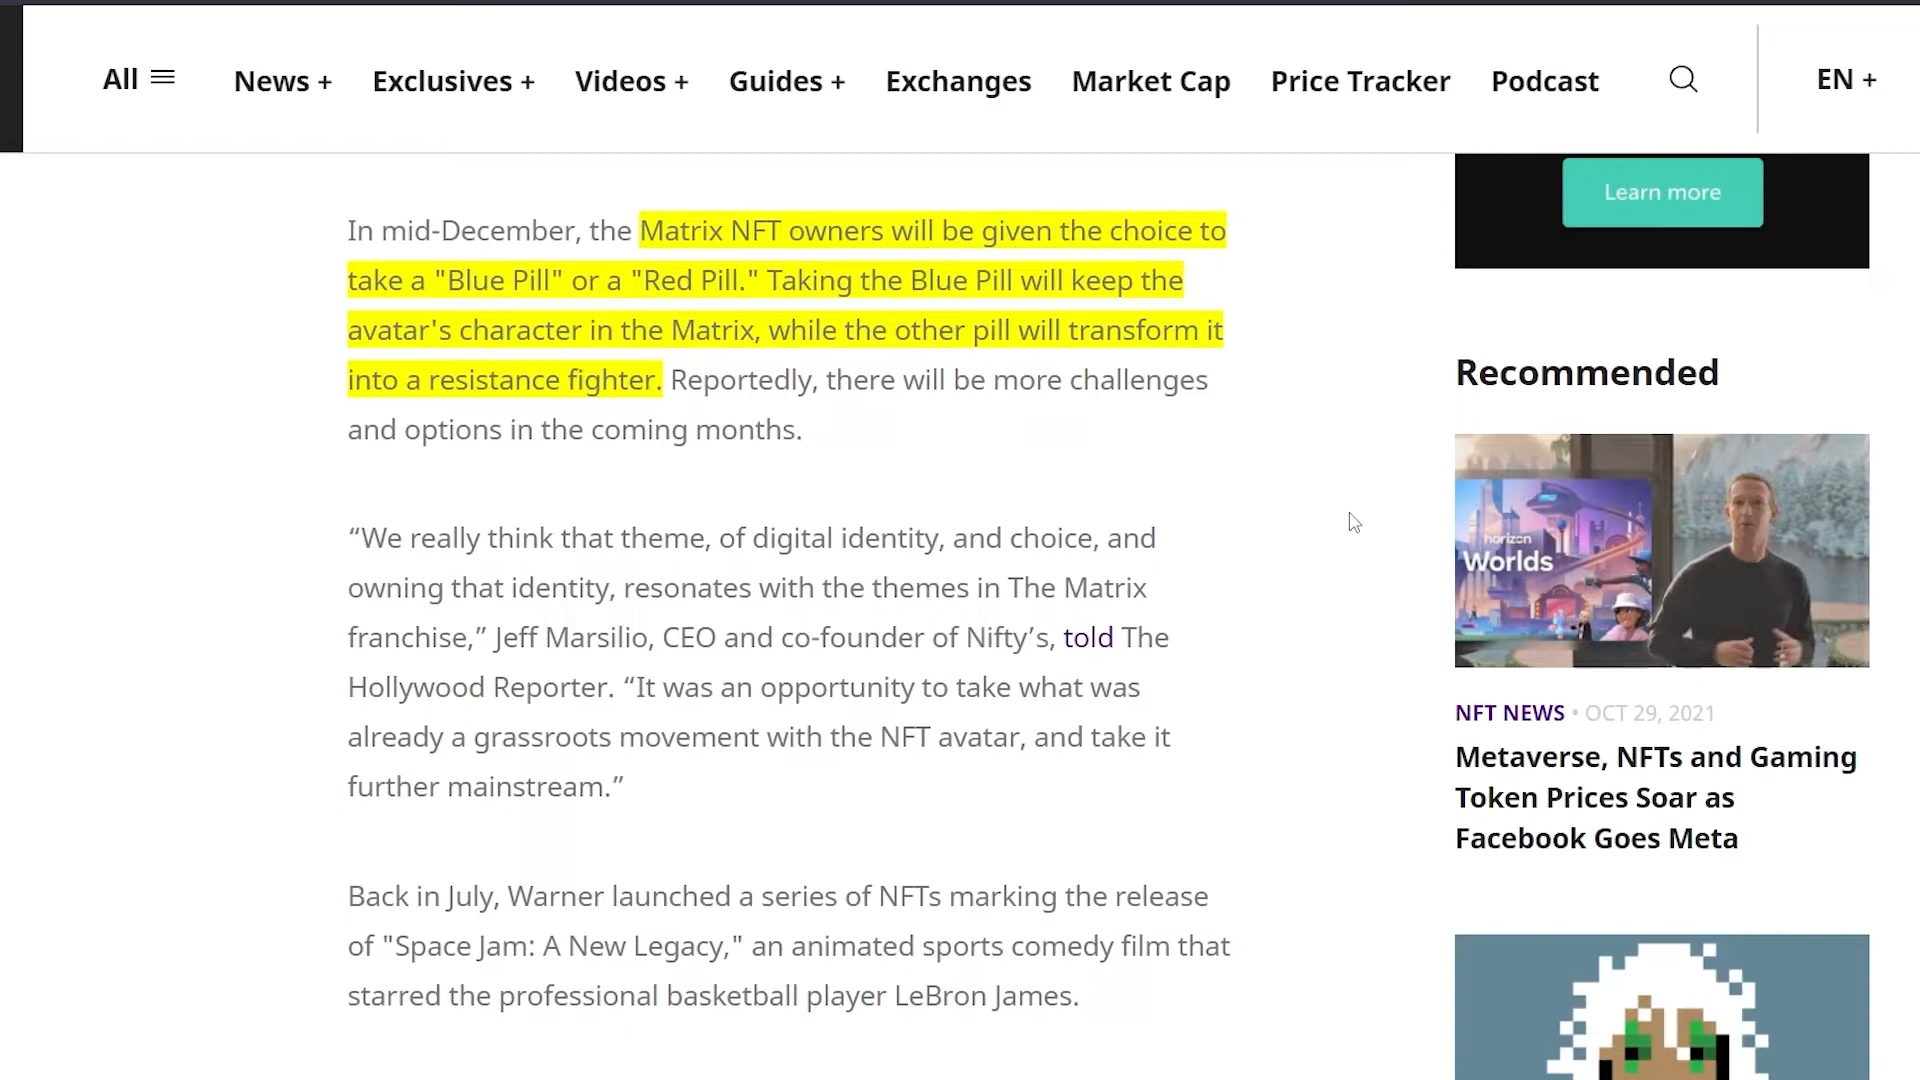 All
News +
Exclusives +
Videos +
Guides +
Exchanges
Market Cap
Price Tracker
Podcast
EN +
In mid-December, the Matrix NFT owners will be given the choice to
take a "Blue Pill" or a "Red Pill." Taking the Blue Pill will keep the
avatar's character in the Matrix, while the other pill will transform it
into a resistance fighter. Reportedly, there will be more challenges
and options in the coming months.
“We really think that theme, of digital identity, and choice, and
owning that identity, resonates with the themes in The Matrix
franchise,” Jeff Marsilio, CEO and co-founder of Nifty’s, told The
Hollywood Reporter. “It was an opportunity to take what was
already a grassroots movement with the NFT avatar, and take it
further mainstream.”
Back in July, Warner launched a series of NFTs marking the release
of "Space Jam: A New Legacy," an animated sports comedy film that
starred the professional basketball player LeBron James.
Learn more
Recommended
horizon
Worlds
NFT NEWS • OCT 29, 2021
Metaverse, NFTs and Gaming
Token Prices Soar as
Facebook Goes Meta